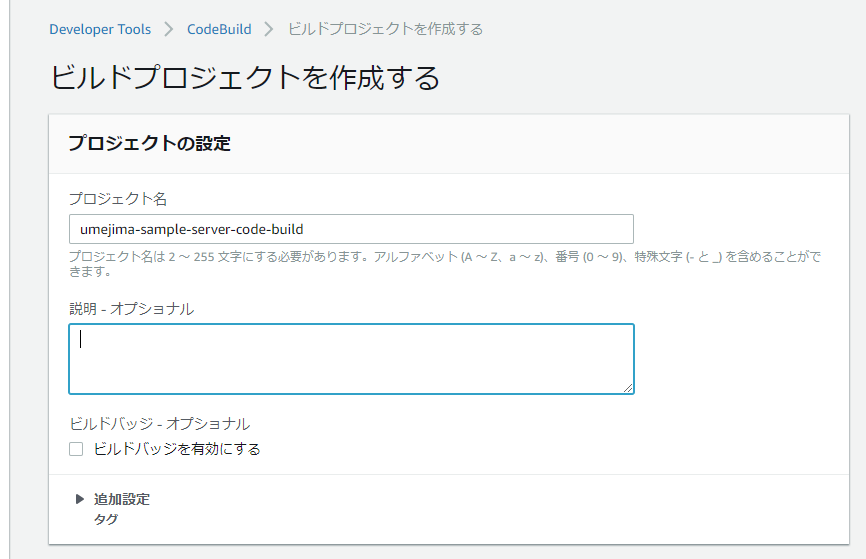 Developer Tools > CodeBuild > ビルドプロジェクトを作成する
ビルドプロジェクトを作成する
プロジェクトの設定
プロジェクト名
umejima-sample-server-code-build
プロジェクト名は 2 ～ 255 文字にする必要があります。アルファベット (A ～ Z、a ～ z)、番号 (0 ～ 9)、特殊文字 (- と _) を含めることがで
きます。
説明 - オプショナル
ビルドバッジ - オプショナル
ビルドバッジを有効にする
追加設定
タグ